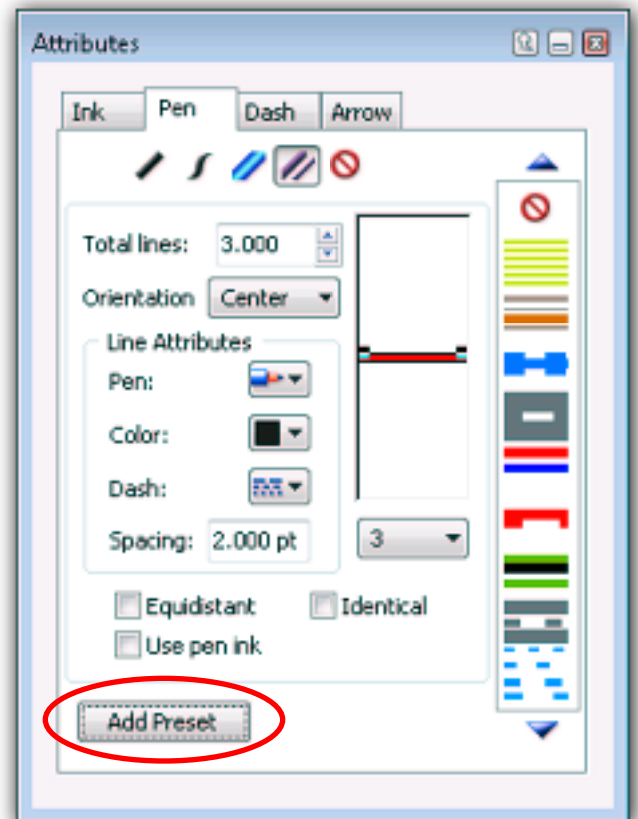 Attributes
Ink Pen Dash Arrow
Total lines: 3.000
Orientation Center
Line Attributes
Pen:
Color:
Dash:
Spacing: 2.000 pt
3
Equidistant Identical
Use pen ink
Add Preset